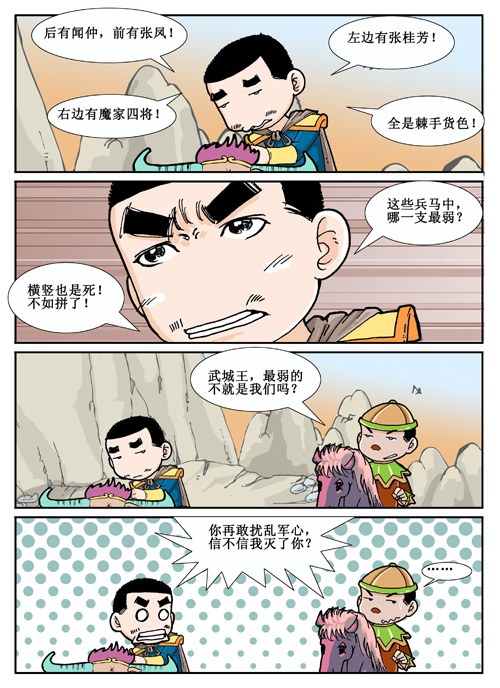 后有闻仲，前有张凤！
左边有张桂芳！
右边有魔家四将！
全是棘手货色！
这些兵马中，
哪一支最弱？
横竖也是死！
不如拼了！
武城王，最弱的
不就是我们吗？
你再敢扰乱军心，
信不信我灭了你？
……